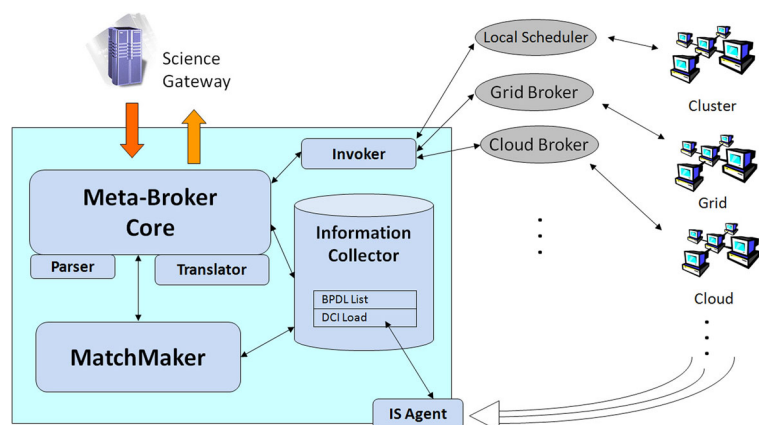 Science
Gateway
Local Scheduler
Grid Broker
Cloud Broker
Cluster
Grid
Cloud
Invoker
Meta-Broker
Core
Parser
Translator
Information
Collector
BPDL List
DCI Load
MatchMaker
IS Agent